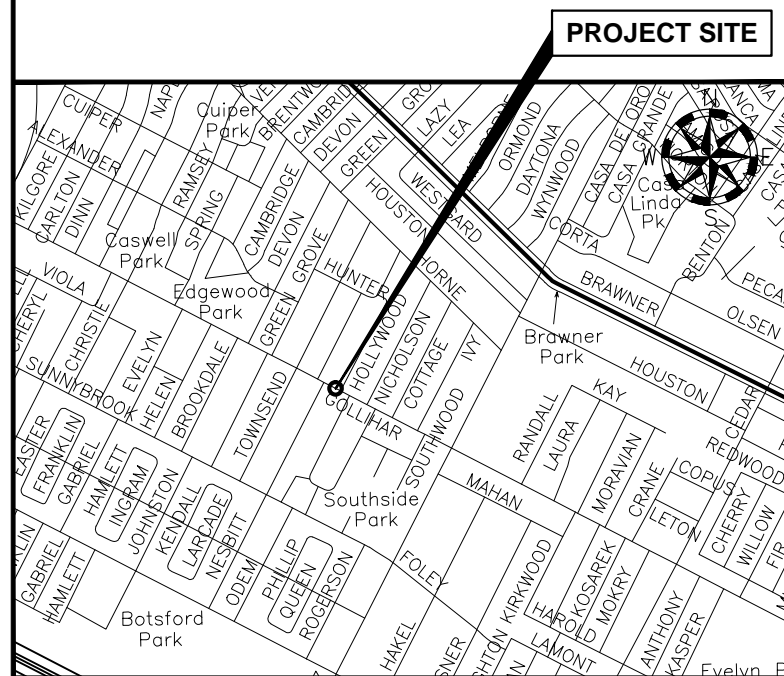 PROJECT SITE
CUIPER
Cuiper
Park
BRENTWO
CAMBRID
DEVON
GREEN
GRO
LAZY
LEA
ORMOND
DAYTONA
WYNWOOD
CASA DE ORO
CASA GRANDE
ALEXANDER
KILGORE
CARLTON
DINN
RAMSEY
SPRING
CAMBRIDGE
DEVON
GREEN GROVE
HOUSTON
WESTGARD
CORTA
Linda
Pk
W
E
S
BENTON
Caswell
Park
VIOLA
Edgewood
Park
HUNTER
HORNE
BRAWNER
PECA
OLSEN
CHERYL
CHRISTIE
EVELYN
HELEN
BROOKDALE
TOWNSEND
HOLLYWOOD
NICHOLSON
COTTAGE
IVY
Brawner
Park
HOUSTON
CEDAR
SUNNYBROOK
GOLLIHAR
SOUTHWOOD
RANDALL
LAURA
KAY
REDWOOD
EASTER
FRANKLIN
GABRIEL
HAMLETT
INGRAM
JOHNSTON
KENDALL
LARCADE
NESBITT
Southside
Park
MAHAN
MORAVIAN
CRANE
COPUS
LETON
CHERRY
WILLOW
GABRIEL
HAMLETT
ODEM
PHILLIP
QUEEN
ROGERSON
FOLEY
KIRKWOOD
HAROLD
KOSAREK
MOKRY
Botsford
Park
HAKEL
LAMONT
ANTHONY
KASPER
Evelyn P